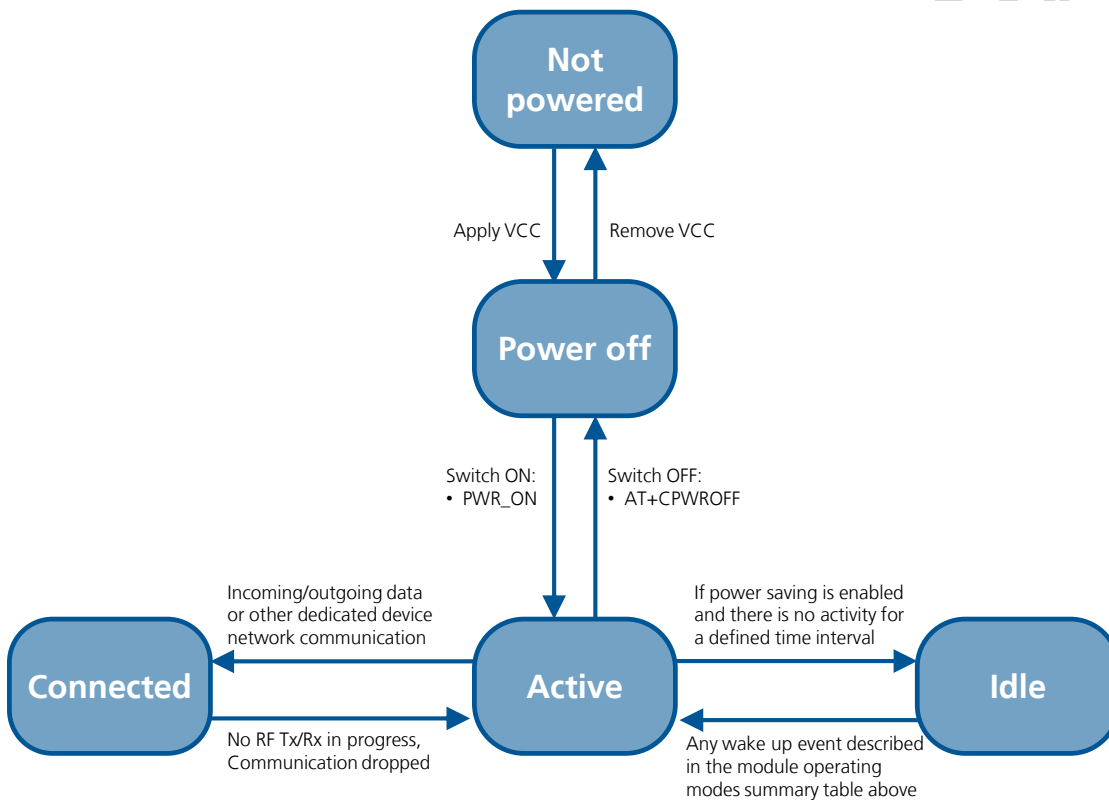 Not
powered
Apply VCC
Remove VCC
Power off
Switch ON:
• PWR_ON
Switch OFF:
• AT+CPWROFF
Incoming/outgoing data
or other dedicated device
network communication
If power saving is enabled
and there is no activity for
a defined time interval
Connected
Active
Idle
No RF Tx/Rx in progress,
Communication dropped
Any wake up event described
in the module operating
modes summary table above